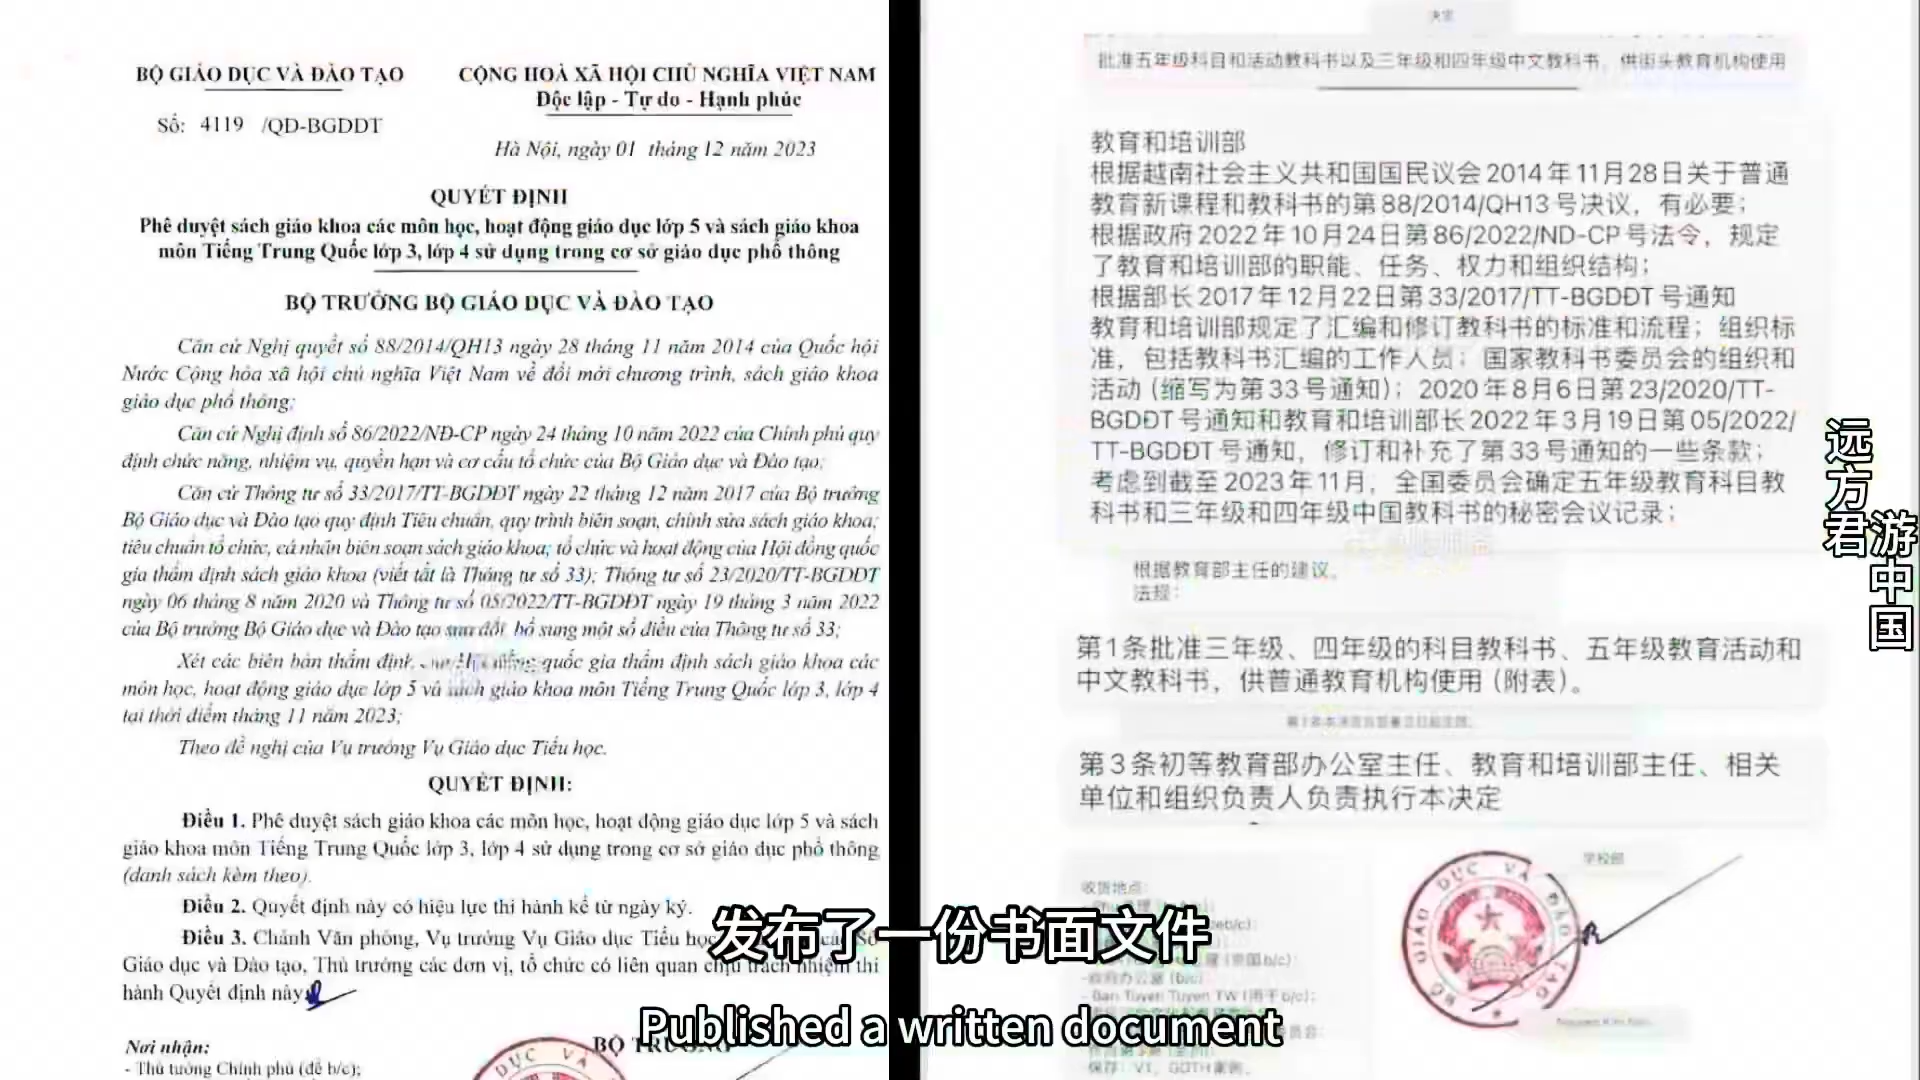 BỘ GIÁO DỤC VÀ ĐÀO TẠO
Số: 4119 /QĐ-BGDĐT
CỘNG HOÀ XÃ HỘI CHỦ NGHĨA VIỆT NAM
Độc lập - Tự do - Hạnh phúc
Hà Nội, ngày 01 tháng 12 năm 2023
QUYẾT ĐỊNH
Phê duyệt sách giáo khoa các môn học, hoạt động giáo dục lớp 5 và sách giáo khoa
môn Tiếng Trung Quốc lớp 3, lớp 4 sử dụng trong cơ sở giáo dục phổ thông
BỘ TRƯỞNG BỘ GIÁO DỤC VÀ ĐÀO TẠO
Căn cứ Nghị quyết số 88/2014/QH13 ngày 28 tháng 11 năm 2014 của Quốc hội
Nước Cộng hòa xã hội chủ nghĩa Việt Nam về đổi mới chương trình, sách giáo khoa
giáo dục phổ thông;
Căn cứ Nghị định số 86/2022/NĐ-CP ngày 24 tháng 10 năm 2022 của Chính phủ quy
định chức năng, nhiệm vụ, quyền hạn và cơ cấu tổ chức của Bộ Giáo dục và Đào tạo;
Căn cứ Thông tư số 33/2017/TT-BGDĐT ngày 22 tháng 12 năm 2017 của Bộ trưởng
Bộ Giáo dục và Đào tạo quy định Tiêu chuẩn, quy trình biên soạn, chỉnh sửa sách giáo khoa;
tiêu chuẩn tổ chức, cá nhân biên soạn sách giáo khoa; tổ chức và hoạt động của Hội đồng quốc
gia thẩm định sách giáo khoa (viết tắt là Thông tư số 33); Thông tư số 23/2020/TT-BGDĐT
ngày 06 tháng 8 năm 2020 và Thông tư số 05/2022/TT-BGDĐT ngày 19 tháng 3 năm 2022
của Bộ trưởng Bộ Giáo dục và Đào tạo sửa đổi, bổ sung một số điều của Thông tư số 33;
Xét các biên bản thẩm định quốc gia thẩm định sách giáo khoa các
môn học, hoạt động giáo dục lớp 5 và sách giáo khoa môn Tiếng Trung Quốc lớp 3, lớp 4
tại thời điểm tháng 11 năm 2023;
Theo đề nghị của Vụ trưởng Vụ Giáo dục Tiểu học.
QUYẾT ĐỊNH:
Điều 1. Phê duyệt sách giáo khoa các môn học, hoạt động giáo dục lớp 5 và sách
giáo khoa môn Tiếng Trung Quốc lớp 3, lớp 4 sử dụng trong cơ sở giáo dục phổ thông
(danh sách kèm theo).
Điều 2. Quyết định này có hiệu lực thi hành kể từ ngày ký.
Điều 3. Chánh Văn phòng, Vụ trưởng Vụ Giáo dục Tiểu học
Giáo dục và Đào tạo, Thủ trưởng các đơn vị, tổ chức có liên quan chịu trách nhiệm thi
hành Quyết định này
Nơi nhận:
- Thủ tướng Chính phủ (để b/c);
BỘ TRƯỞNG
DỤC VÀ
决定
批准五年级科目和活动教科书以及三年级和四年级中文教科书，供街头教育机构使用
教育和培训部
根据越南社会主义共和国国民议会2014年11月28日关于普通
教育新课程和教科书的第88/2014/QH13号决议，有必要；
根据政府2022年10月24日第86/2022/ND-CP号法令，规定
了教育和培训部的职能、任务、权力和组织结构；
根据部长2017年12月22日第33/2017/TT-BGDĐT号通知
教育和培训部规定了汇编和修订教科书的标准和流程；组织标
准，包括教科书汇编的工作人员；国家教科书委员会的组织和
活动（缩写为第33号通知）；2020年8月6日第23/2020/TT-
BGDĐT号通知和教育和培训部长2022年3月19日第05/2022/
TT-BGDĐT号通知，修订和补充了第33号通知的一些条款；
考虑到截至2023年11月，全国委员会确定五年级教育科目教
科书和三年级和四年级中国教科书的秘密会议记录；
根据教育部主任的建议。
法规：
第1条批准三年级、四年级的科目教科书、五年级教育活动和
中文教科书，供普通教育机构使用（附表）。
第3条初等教育部办公室主任、教育和培训部主任、相关
单位和组织负责人负责执行本决定
收货地点：
学校部
- Ban Tuyen Tuyen TW (用于b/c)；
BỘ GIÁO DỤC VÀ ĐÀO TẠO
远方君
游中国
发布了一份书面文件
Published a written document